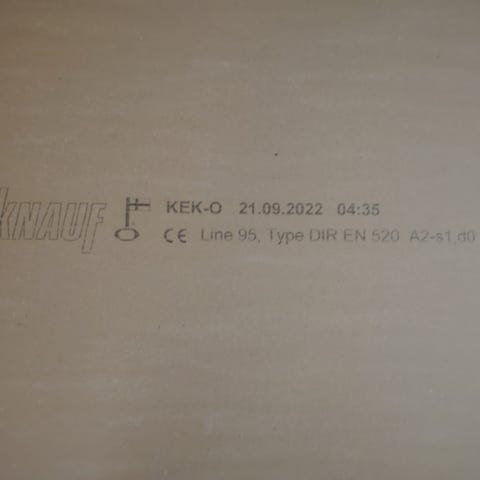 KNAUF
KEK-O 21.09.2022 04:35
CE Line 95, Type DIR EN 520 A2-s1,d0